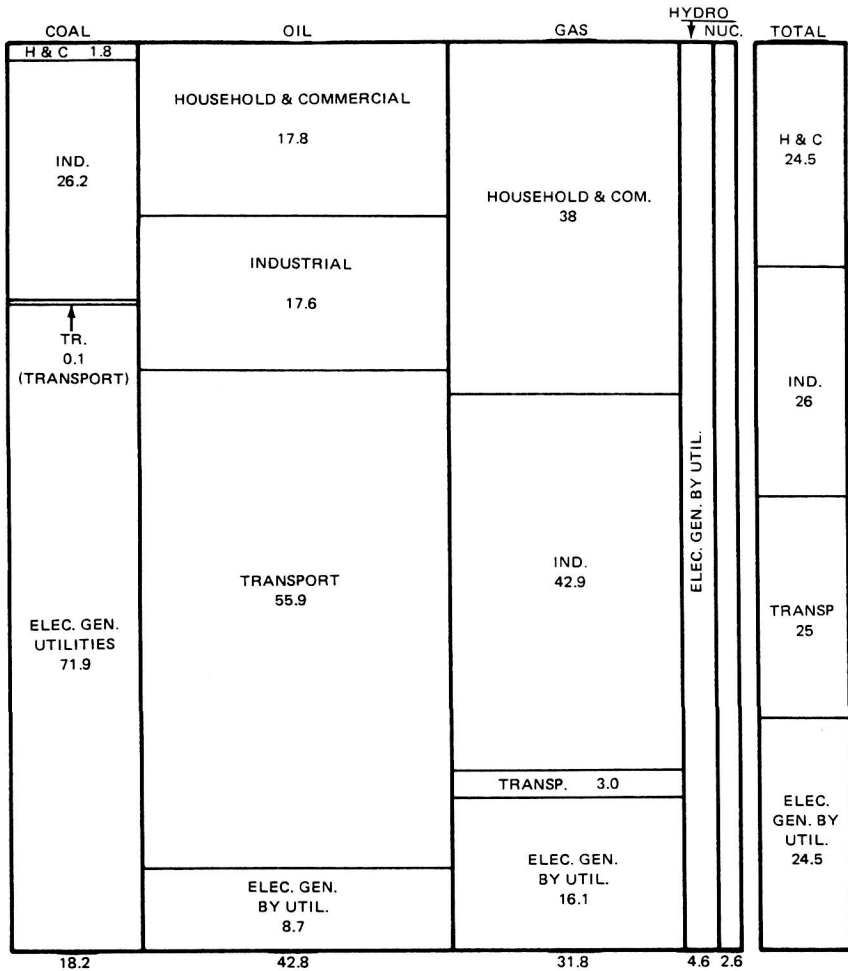 COAL
OIL
GAS
HYDRO
NUC.
TOTAL
H & C 1.8
IND.
26.2
TR.
0.1
(TRANSPORT)
ELEC. GEN.
UTILITIES
71.9
HOUSEHOLD & COMMERCIAL
17.8
INDUSTRIAL
17.6
TRANSPORT
55.9
ELEC. GEN.
BY UTIL.
8.7
HOUSEHOLD & COM.
38
IND.
42.9
TRANSP. 3.0
ELEC. GEN.
BY UTIL.
16.1
ELEC. GEN. BY UTIL.
H & C
24.5
IND.
26
TRANSP
25
ELEC.
GEN. BY
UTIL.
24.5
18.2 42.8 31.8 4.6 2.6